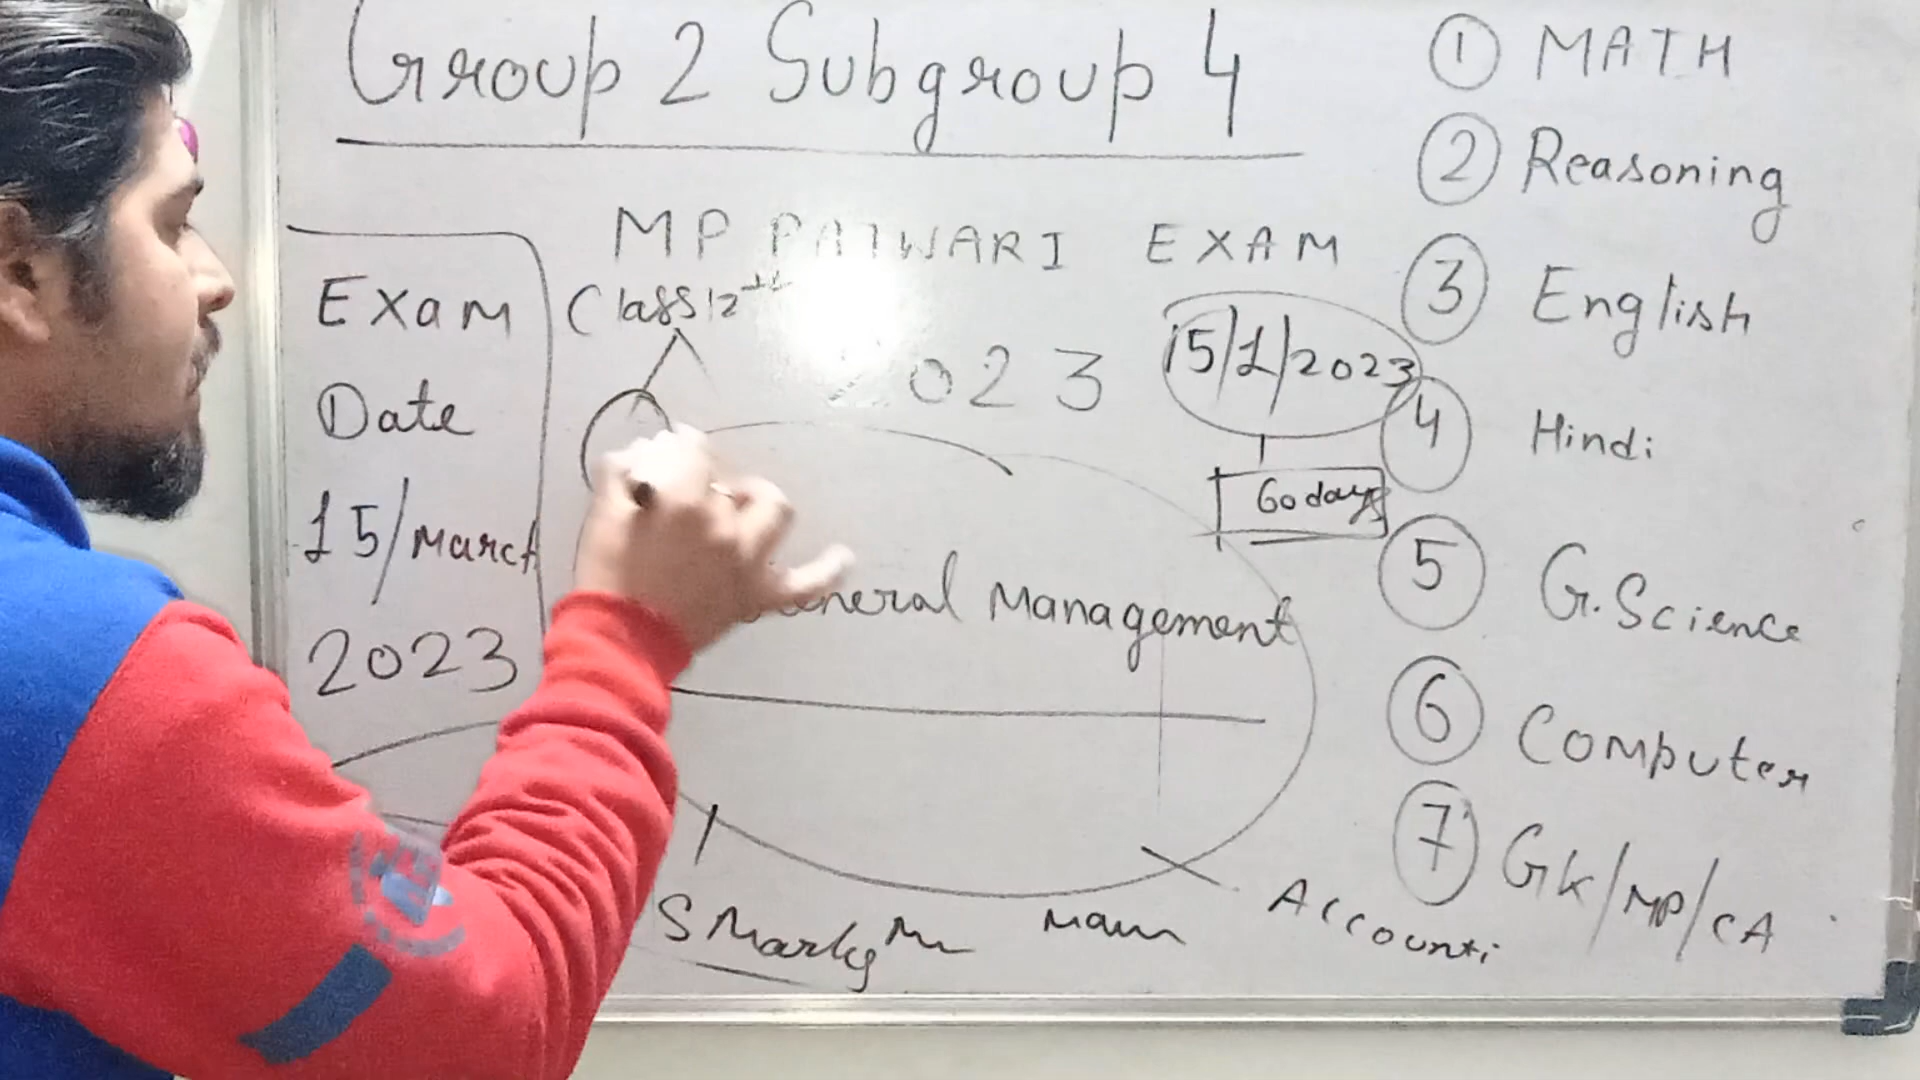 Group 2 Subgroup 4
MP PATWARI EXAM
2023
Exam
Date
15/March
2023
Class 12th
15/1/2023
60 days
General Management
5 Marks
Main
Accounti
① MATH
② Reasoning
③ English
④ Hindi
⑤ G.Science
⑥ Computer
⑦ GK/MP/CA